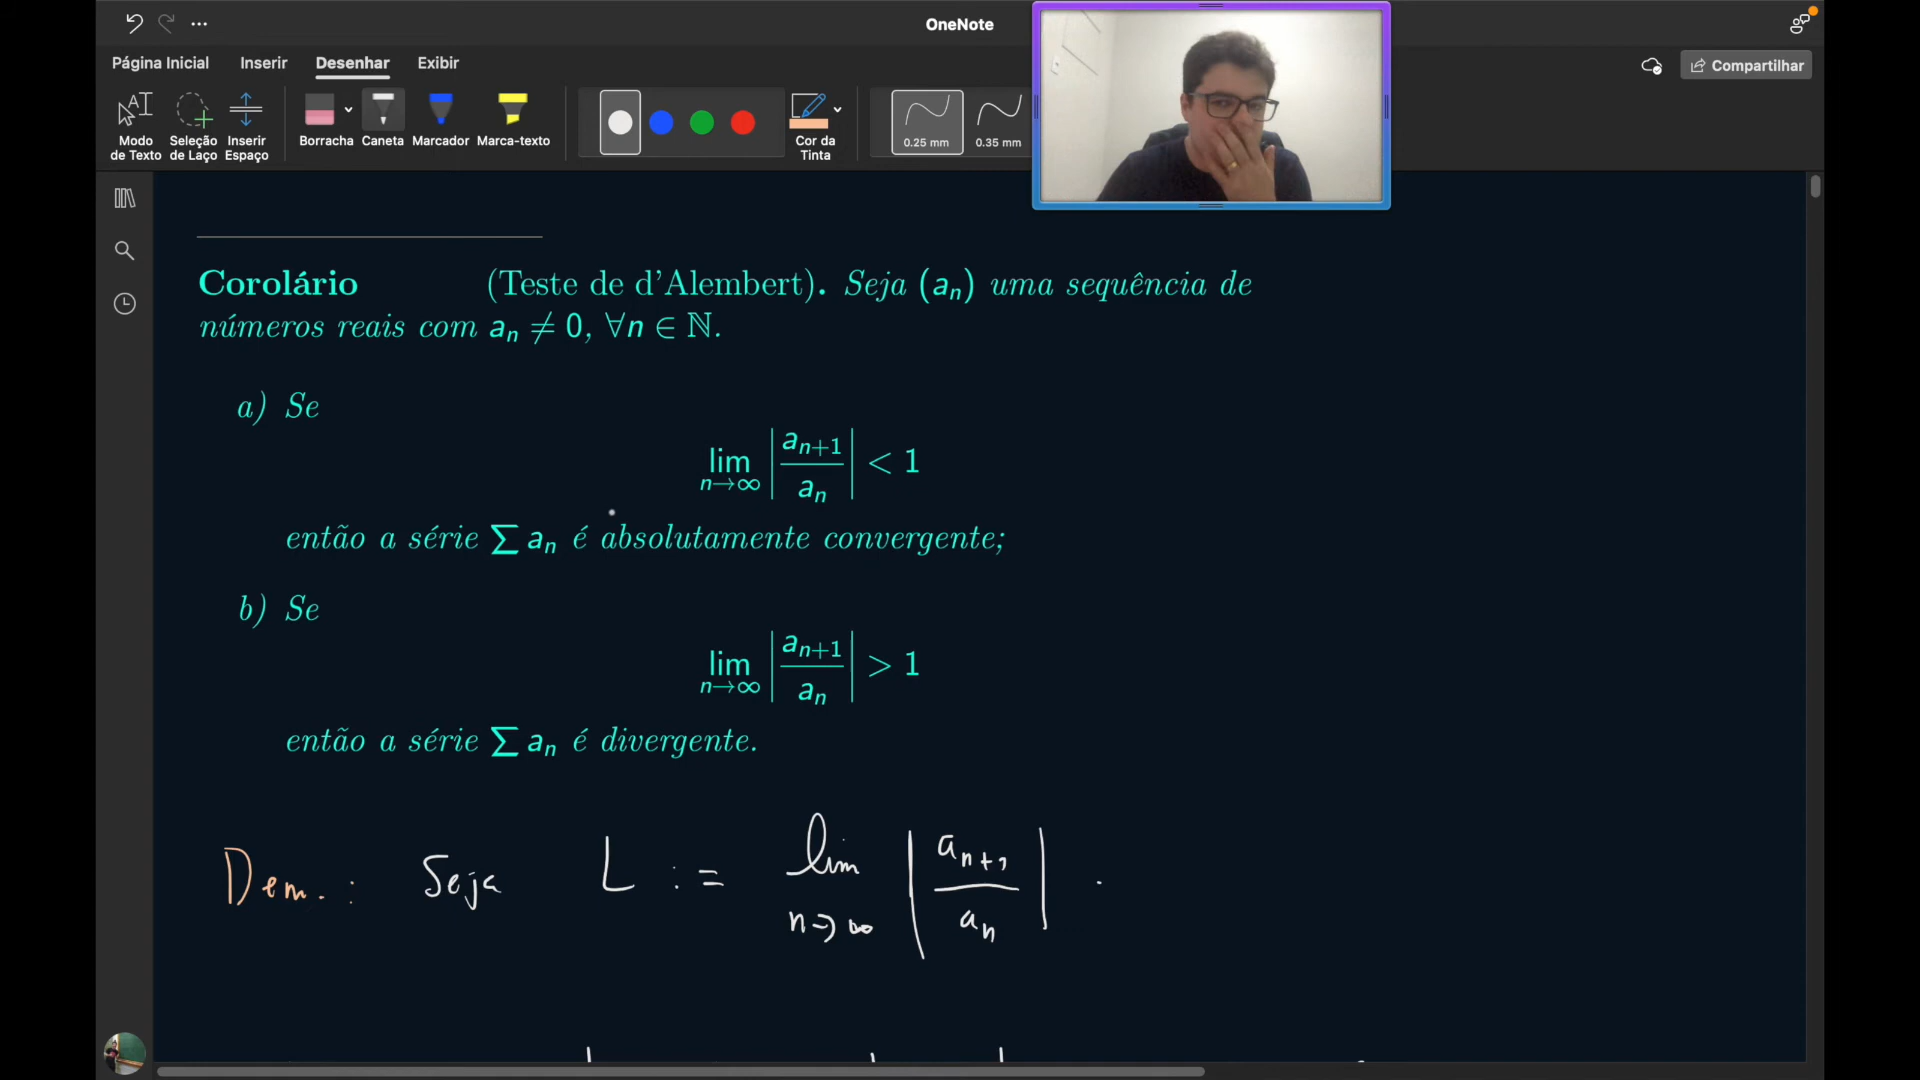 OneNote
Compartilhar
Página Inicial Inserir Desenhar Exibir
Modo de Texto
Seleção de Laço
Inserir Espaço
Borracha
Caneta
Marcador
Marca-texto
Cor da Tinta
0.25 mm
0.35 mm
Corolário (Teste de d'Alembert). Seja (aₙ) uma sequência de
números reais com aₙ ≠ 0, ∀n ∈ ℕ.
a) Se
lim n→∞ |aₙ₊₁ / aₙ| < 1
então a série ∑ aₙ é absolutamente convergente;
b) Se
lim n→∞ |aₙ₊₁ / aₙ| > 1
então a série ∑ aₙ é divergente.
Dem.: Seja L := lim n→∞ |aₙ₊₁ / aₙ| .